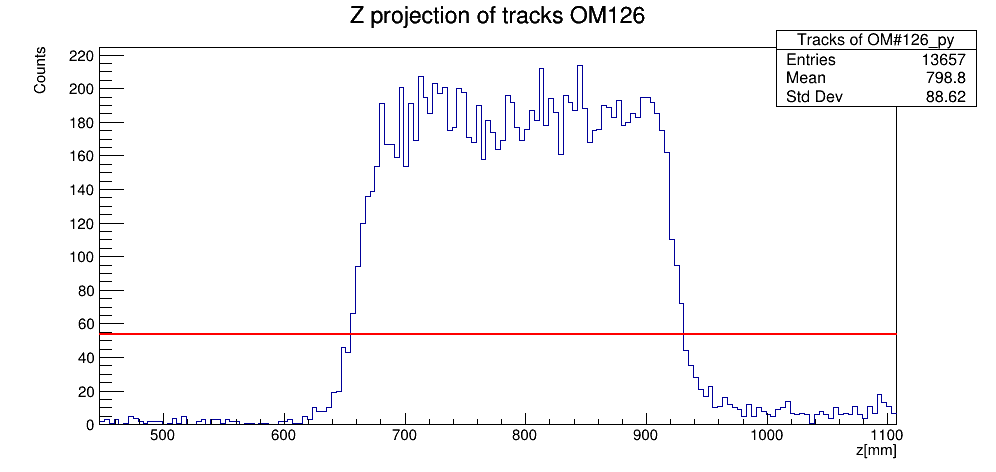 Z projection of tracks OM126
Tracks of OM#126_py
Entries 13657
Mean 798.8
Std Dev 88.62
Counts
220
200
180
160
140
120
100
80
60
40
20
0
500 600 700 800 900 1000 1100
z[mm]